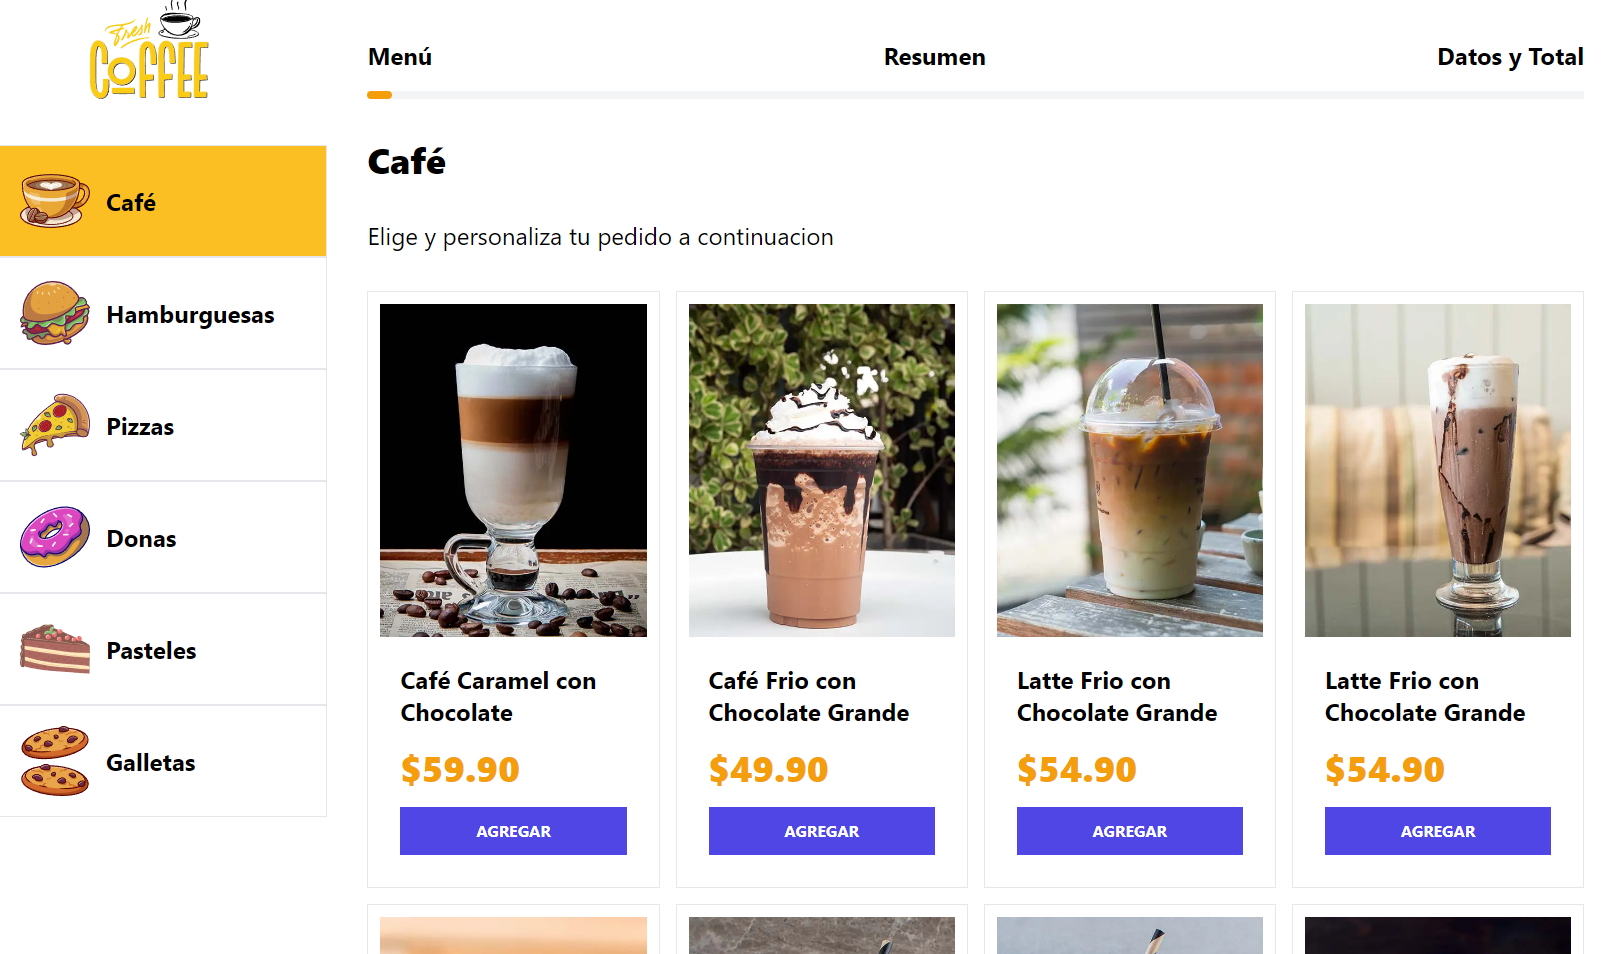 Fresh
COFFEE
Menú
Resumen
Datos y Total
Café
Hamburguesas
Pizzas
Donas
Pasteles
Galletas
Café
Elige y personaliza tu pedido a continuacion
Café Caramel con
Chocolate
$59.90
AGREGAR
Café Frio con
Chocolate Grande
$49.90
AGREGAR
Latte Frio con
Chocolate Grande
$54.90
AGREGAR
Latte Frio con
Chocolate Grande
$54.90
AGREGAR